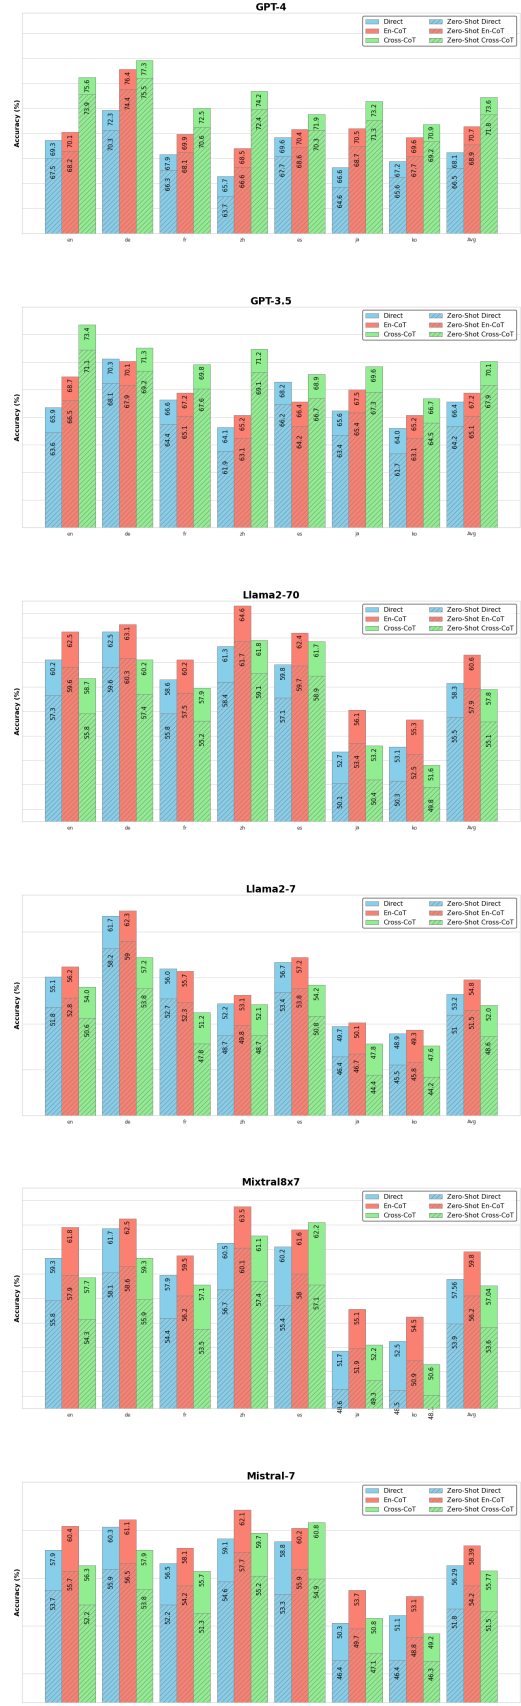 GPT-4
Direct Zero-Shot Direct
En-CoT Zero-Shot En-CoT
Cross-CoT Zero-Shot Cross-CoT
Accuracy (%)
69.3 70.1 75.6 72.3 76.4 77.3 67.9 69.9 72.5 65.7 68.5 74.2 69.6 70.4 71.9 66.6 70.5 73.2 67.2 69.6 70.9 68.1 70.7 73.6
67.5 68.2 73.9 70.3 74.4 75.5 66.3 68.1 70.6 63.7 66.6 72.4 67.7 68.6 70.3 64.6 68.7 71.3 65.6 67.7 69.2 66.5 68.9 71.8
en de fr zh es ja ko Avg
GPT-3.5
Direct Zero-Shot Direct
En-CoT Zero-Shot En-CoT
Cross-CoT Zero-Shot Cross-CoT
Accuracy (%)
65.9 68.7 73.4 70.3 70.1 71.3 66.6 67.2 69.8 64.1 65.2 71.2 68.2 66.4 68.9 65.6 67.5 69.6 64.0 65.2 66.7 66.4 67.2 70.1
63.6 66.5 71.1 68.1 67.9 69.2 64.4 65.1 67.6 61.9 63.1 69.1 66.2 64.2 66.7 63.4 65.4 67.3 61.7 63.1 64.5 64.2 65.1 67.9
en de fr zh es ja ko Avg
Llama2-70
Direct Zero-Shot Direct
En-CoT Zero-Shot En-CoT
Cross-CoT Zero-Shot Cross-CoT
Accuracy (%)
60.2 62.5 58.7 62.5 63.1 60.2 58.6 60.2 57.9 61.3 64.6 61.8 59.8 62.4 61.7 52.7 56.1 53.2 53.1 55.3 51.6 58.3 60.6 57.8
57.3 59.6 55.8 59.6 60.3 57.4 55.8 57.5 55.2 58.4 61.7 59.1 57.1 59.7 58.9 50.1 53.4 50.4 50.3 52.5 49.8 55.5 57.9 55.1
en de fr zh es ja ko Avg
Llama2-7
Direct Zero-Shot Direct
En-CoT Zero-Shot En-CoT
Cross-CoT Zero-Shot Cross-CoT
Accuracy (%)
55.1 56.2 54.0 61.7 62.3 57.2 56.0 55.7 51.2 52.2 53.1 52.1 56.7 57.2 54.2 49.7 50.1 47.8 48.9 49.3 47.6 53.2 54.8 52.0
51.8 52.8 50.6 58.2 59 53.8 52.7 52.3 47.8 48.7 49.8 48.7 53.4 53.8 50.8 46.4 46.7 44.4 45.5 45.8 44.2 51 51.5 48.6
en de fr zh es ja ko Avg
Mixtral8x7
Direct Zero-Shot Direct
En-CoT Zero-Shot En-CoT
Cross-CoT Zero-Shot Cross-CoT
Accuracy (%)
59.3 61.8 57.7 61.7 62.5 59.3 57.9 59.5 57.1 60.5 63.5 61.1 60.2 61.6 62.2 51.7 55.1 52.2 52.5 54.5 50.6 57.56 59.8 57.04
55.8 57.9 54.3 58.1 58.6 55.9 54.4 56.2 53.5 56.7 60.1 57.4 55.4 58 57.1 48.6 51.9 49.3 48.5 50.9 53.9 56.2 53.6
en de fr zh es ja ko Avg
Mistral-7
Direct Zero-Shot Direct
En-CoT Zero-Shot En-CoT
Cross-CoT Zero-Shot Cross-CoT
Accuracy (%)
57.9 60.4 56.3 60.3 61.1 57.9 56.5 58.1 55.7 59.1 62.1 59.7 58.8 60.2 60.8 50.3 53.7 50.8 51.1 53.1 49.2 56.29 58.39 55.77
53.7 55.7 52.2 55.9 56.5 53.8 52.2 54.2 51.3 54.6 57.7 55.2 53.3 55.9 54.9 46.4 49.7 47.1 46.4 48.8 46.3 51.8 54.2 51.5